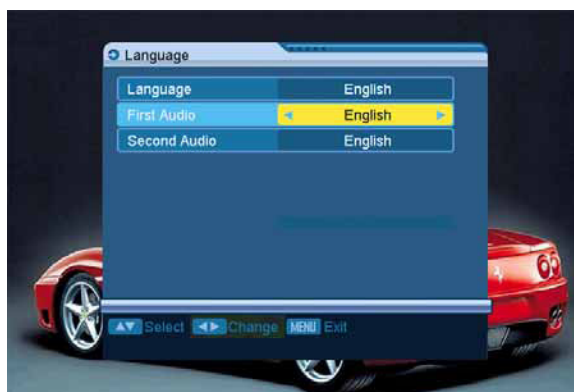 Language
Language English
First Audio English
Second Audio English
Select Change MENU Exit